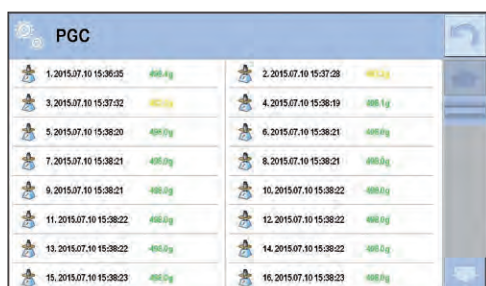 PGC
1. 2015.07.10 15:36:35
2. 2015.07.10 15:37:28
3. 2015.07.10 15:37:32
4. 2015.07.10 15:38:19 498.1g
5. 2015.07.10 15:38:20 498.0g
6. 2015.07.10 15:38:21 498.0g
7. 2015.07.10 15:38:21 498.0g
8. 2015.07.10 15:38:21 498.0g
9. 2015.07.10 15:38:21 498.0g
10. 2015.07.10 15:38:22 498.0g
11. 2015.07.10 15:38:22 498.0g
12. 2015.07.10 15:38:22 498.0g
13. 2015.07.10 15:38:22 498.0g
14. 2015.07.10 15:38:22 498.0g
15. 2015.07.10 15:38:23 498.0g
16. 2015.07.10 15:38:23 498.0g